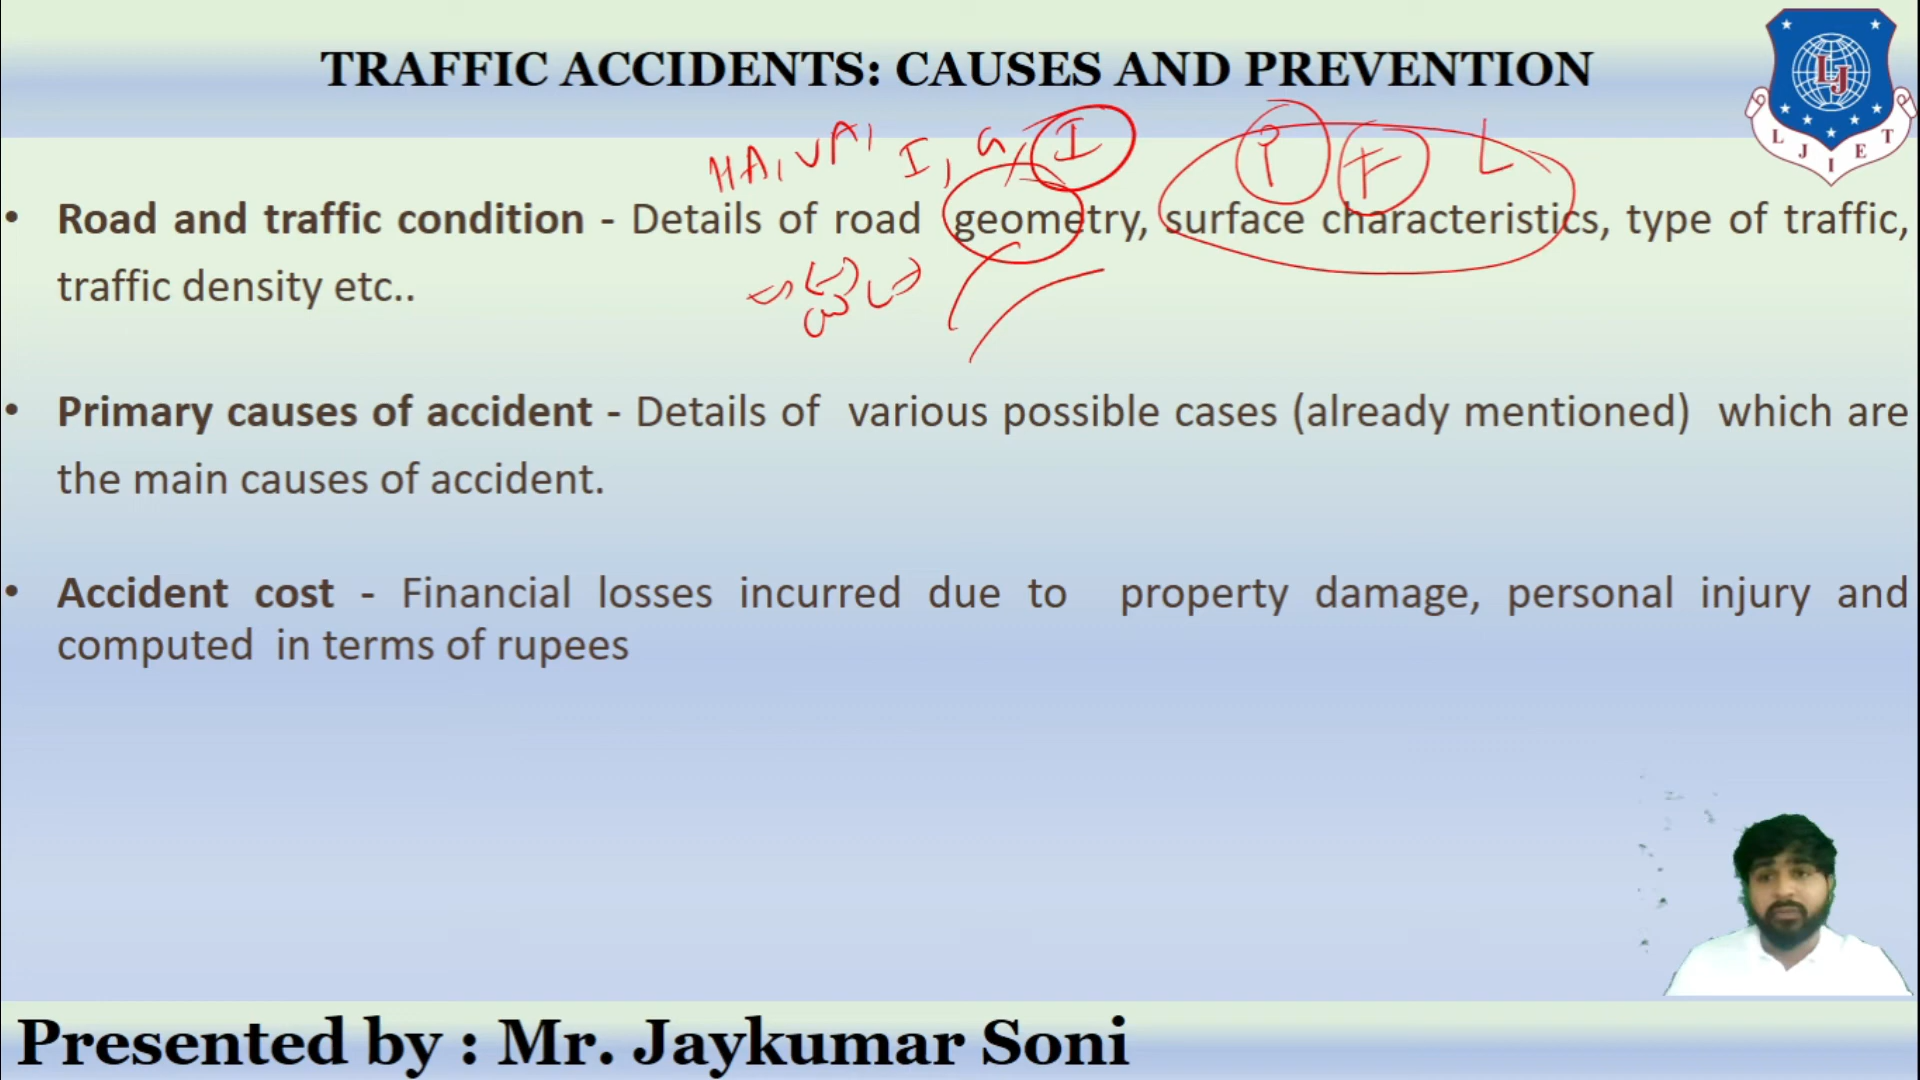 TRAFFIC ACCIDENTS: CAUSES AND PREVENTION
LJ
L J I E T
HA, VA, I, G, I P F L
• Road and traffic condition - Details of road geometry, surface characteristics, type of traffic,
traffic density etc..
• Primary causes of accident - Details of various possible cases (already mentioned) which are
the main causes of accident.
• Accident cost - Financial losses incurred due to property damage, personal injury and
computed in terms of rupees
Presented by : Mr. Jaykumar Soni